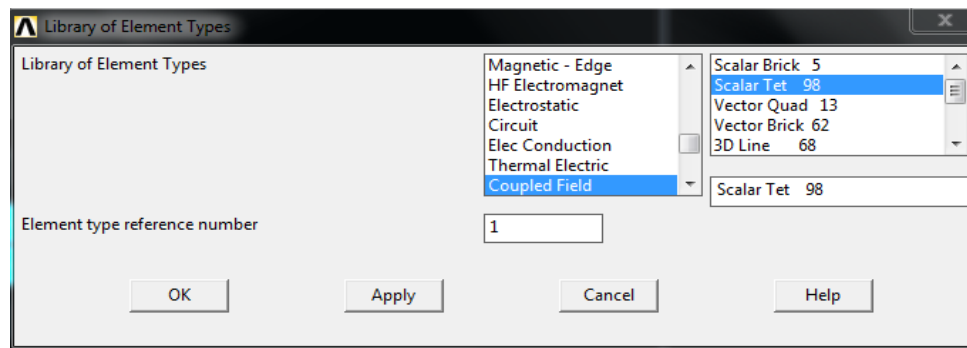 Library of Element Types
Library of Element Types
Magnetic - Edge
HF Electromagnet
Electrostatic
Circuit
Elec Conduction
Thermal Electric
Coupled Field
Scalar Brick 5
Scalar Tet 98
Vector Quad 13
Vector Brick 62
3D Line 68
Scalar Tet 98
Element type reference number
1
OK
Apply
Cancel
Help